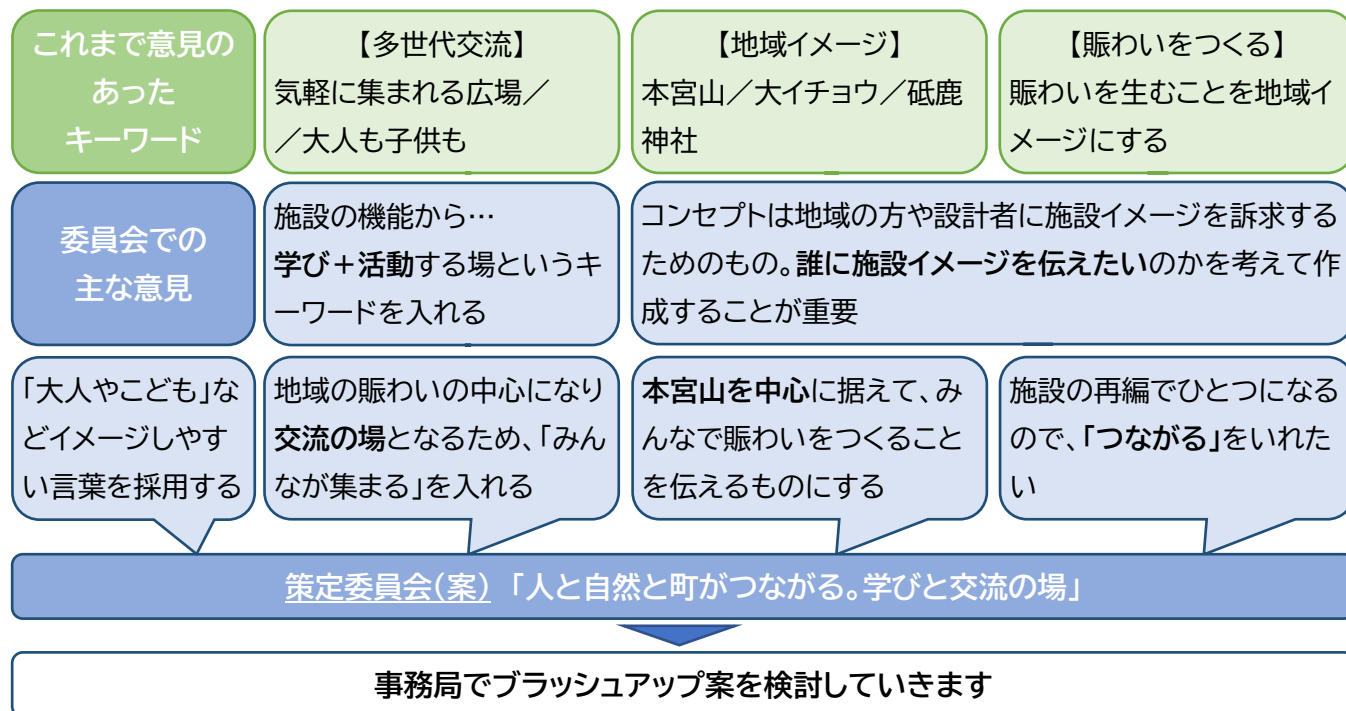 これまで意見の
あった
キーワード
【多世代交流】
気軽に集まれる広場／
／大人も子供も
【地域イメージ】
本宮山／大イチョウ／砥鹿
神社
【賑わいをつくる】
賑わいを生むことを地域イ
メージにする
委員会での
主な意見
施設の機能から…
学び＋活動する場というキ
ーワードを入れる
コンセプトは地域の方や設計者に施設イメージを訴求する
ためのもの。誰に施設イメージを伝えたいのかを考えて作
成することが重要
「大人やこども」な
どイメージしやす
い言葉を採用する
地域の賑わいの中心になり
交流の場となるため、「みん
なが集まる」を入れる
本宮山を中心に据えて、み
んなで賑わいをつくること
を伝えるものにする
施設の再編でひとつになる
ので、「つながる」をいれた
い
策定委員会（案） 「人と自然と町がつながる。学びと交流の場」
事務局でブラッシュアップ案を検討していきます